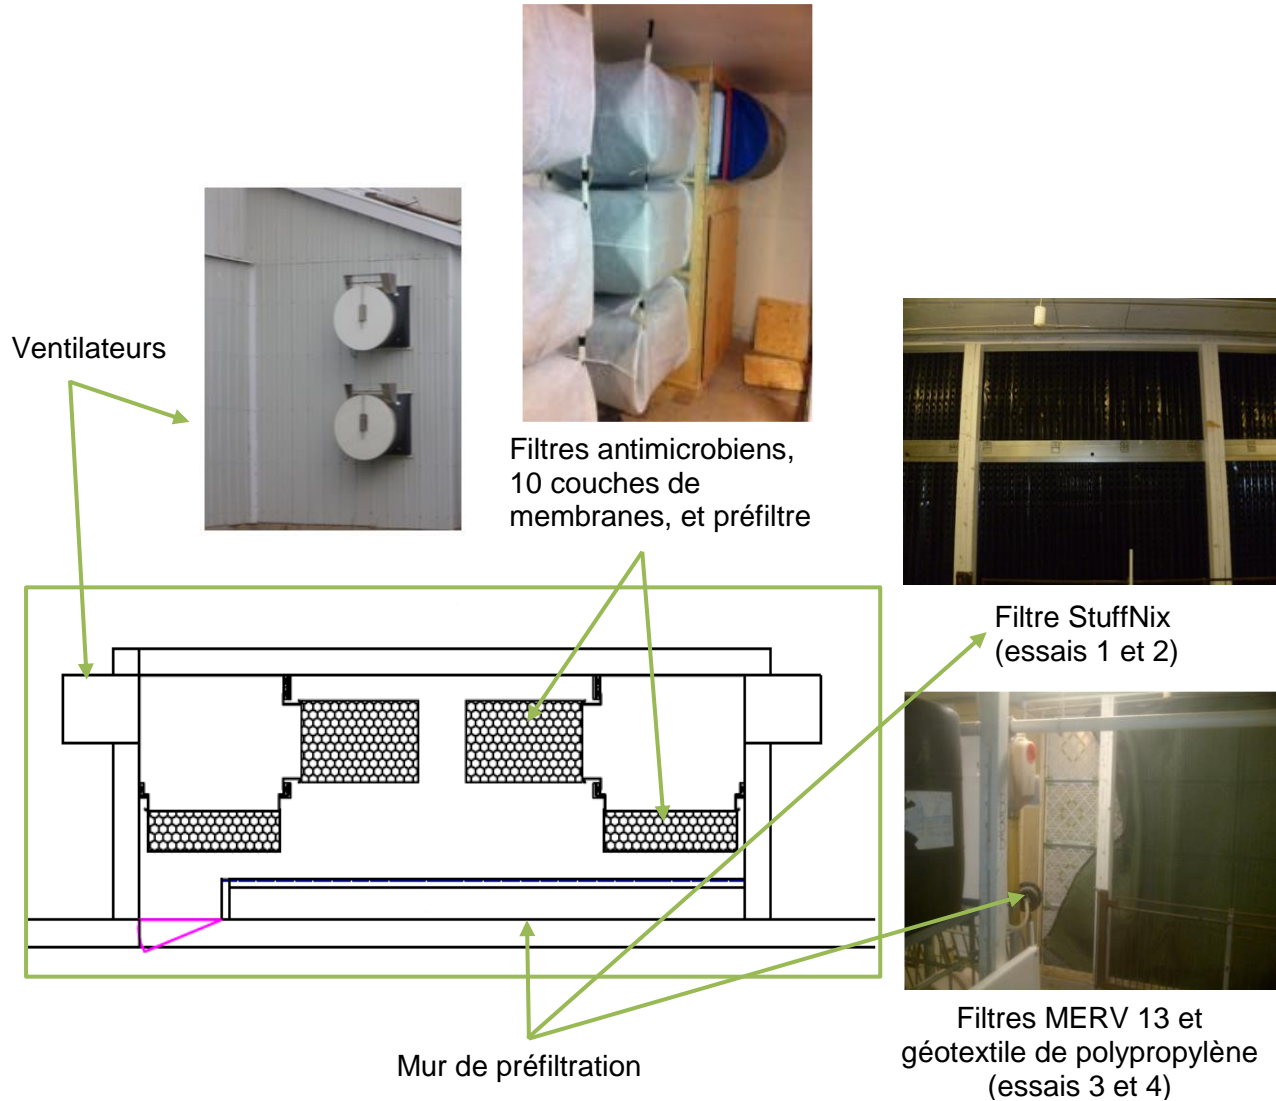 Ventilateurs
Filtres antimicrobiens,
10 couches de
membranes, et préfiltre
Filtre StuffNix
(essais 1 et 2)
Filtres MERV 13 et
géotextile de polypropylène
(essais 3 et 4)
Mur de préfiltration